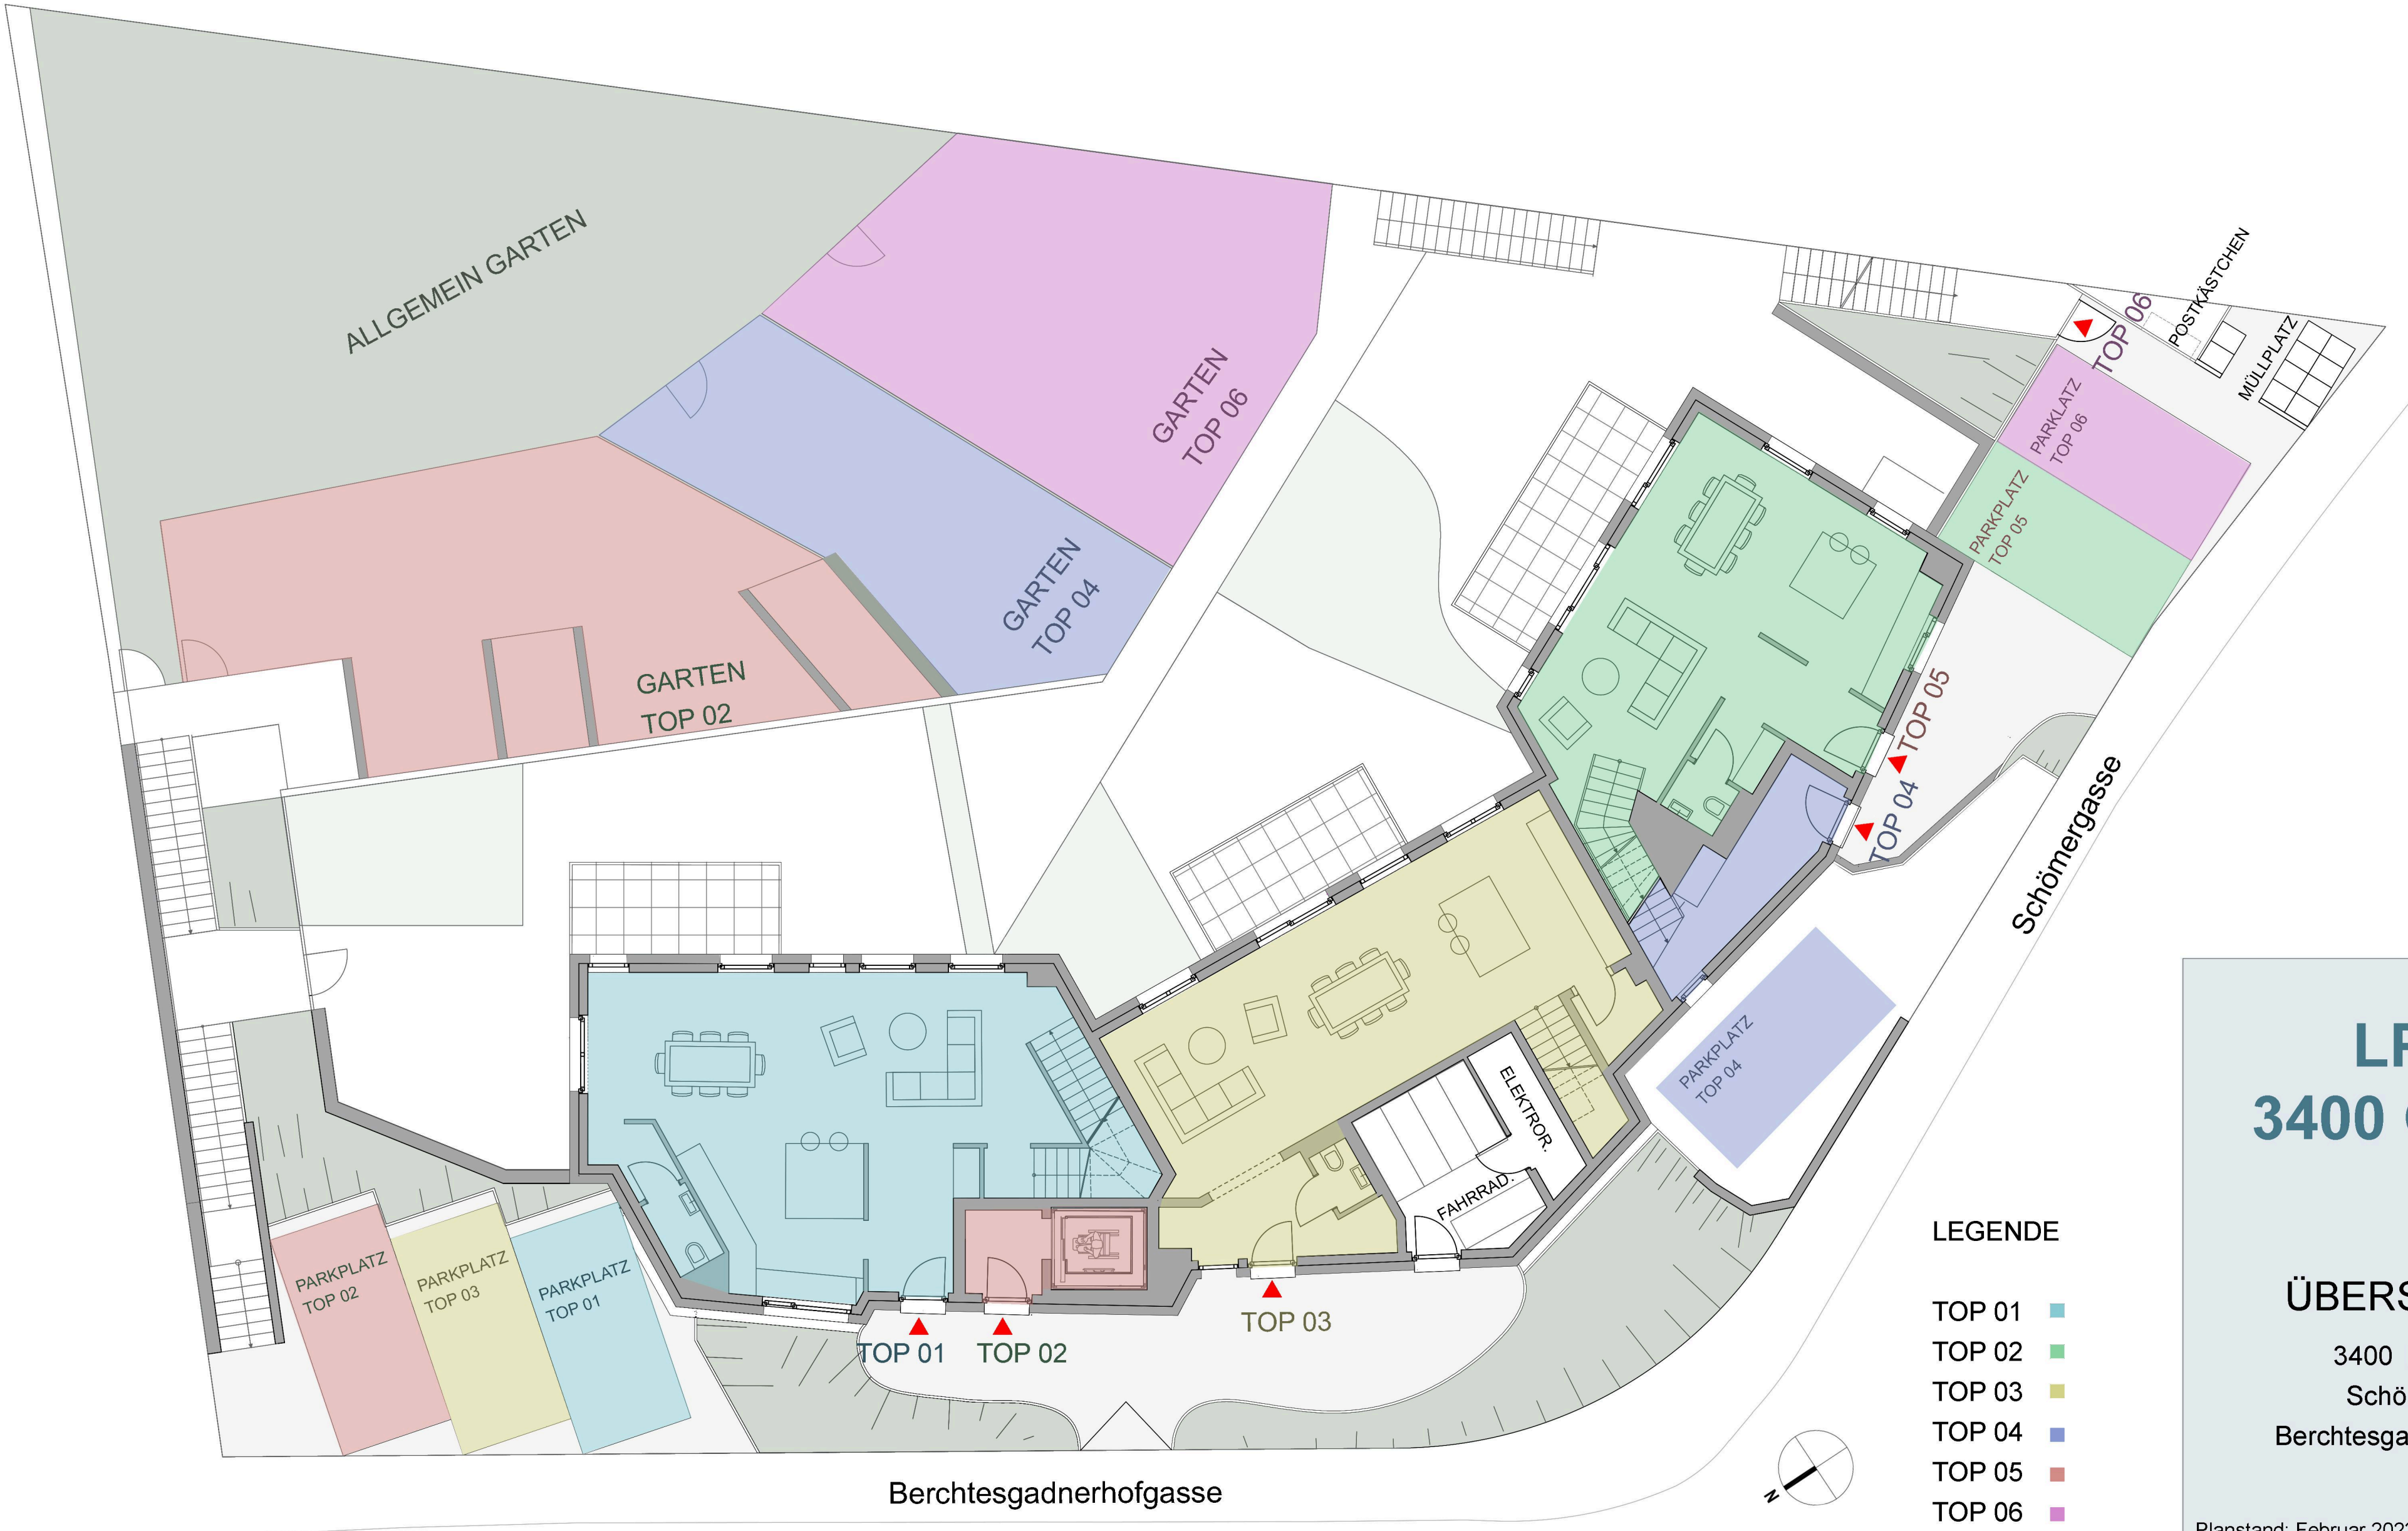 ALLGEMEIN GARTEN
GARTEN
TOP 06
GARTEN
TOP 04
GARTEN
TOP 02
TOP 06
POSTKÄSTCHEN
MÜLLPLATZ
PARKLATZ
TOP 06
PARKPLATZ
TOP 05
TOP 05
TOP 04
Schömergasse
PARKPLATZ
TOP 04
ELEKTROR.
FAHRRAD.
PARKPLATZ
TOP 02
PARKPLATZ
TOP 03
PARKPLATZ
TOP 01
TOP 01
TOP 02
TOP 03
Berchtesgadnerhofgasse
N
LEGENDE
TOP 01
TOP 02
TOP 03
TOP 04
TOP 05
TOP 06
3400
ÜBERS
3400
Schö
Berchtesga
Planstand: Februar 202